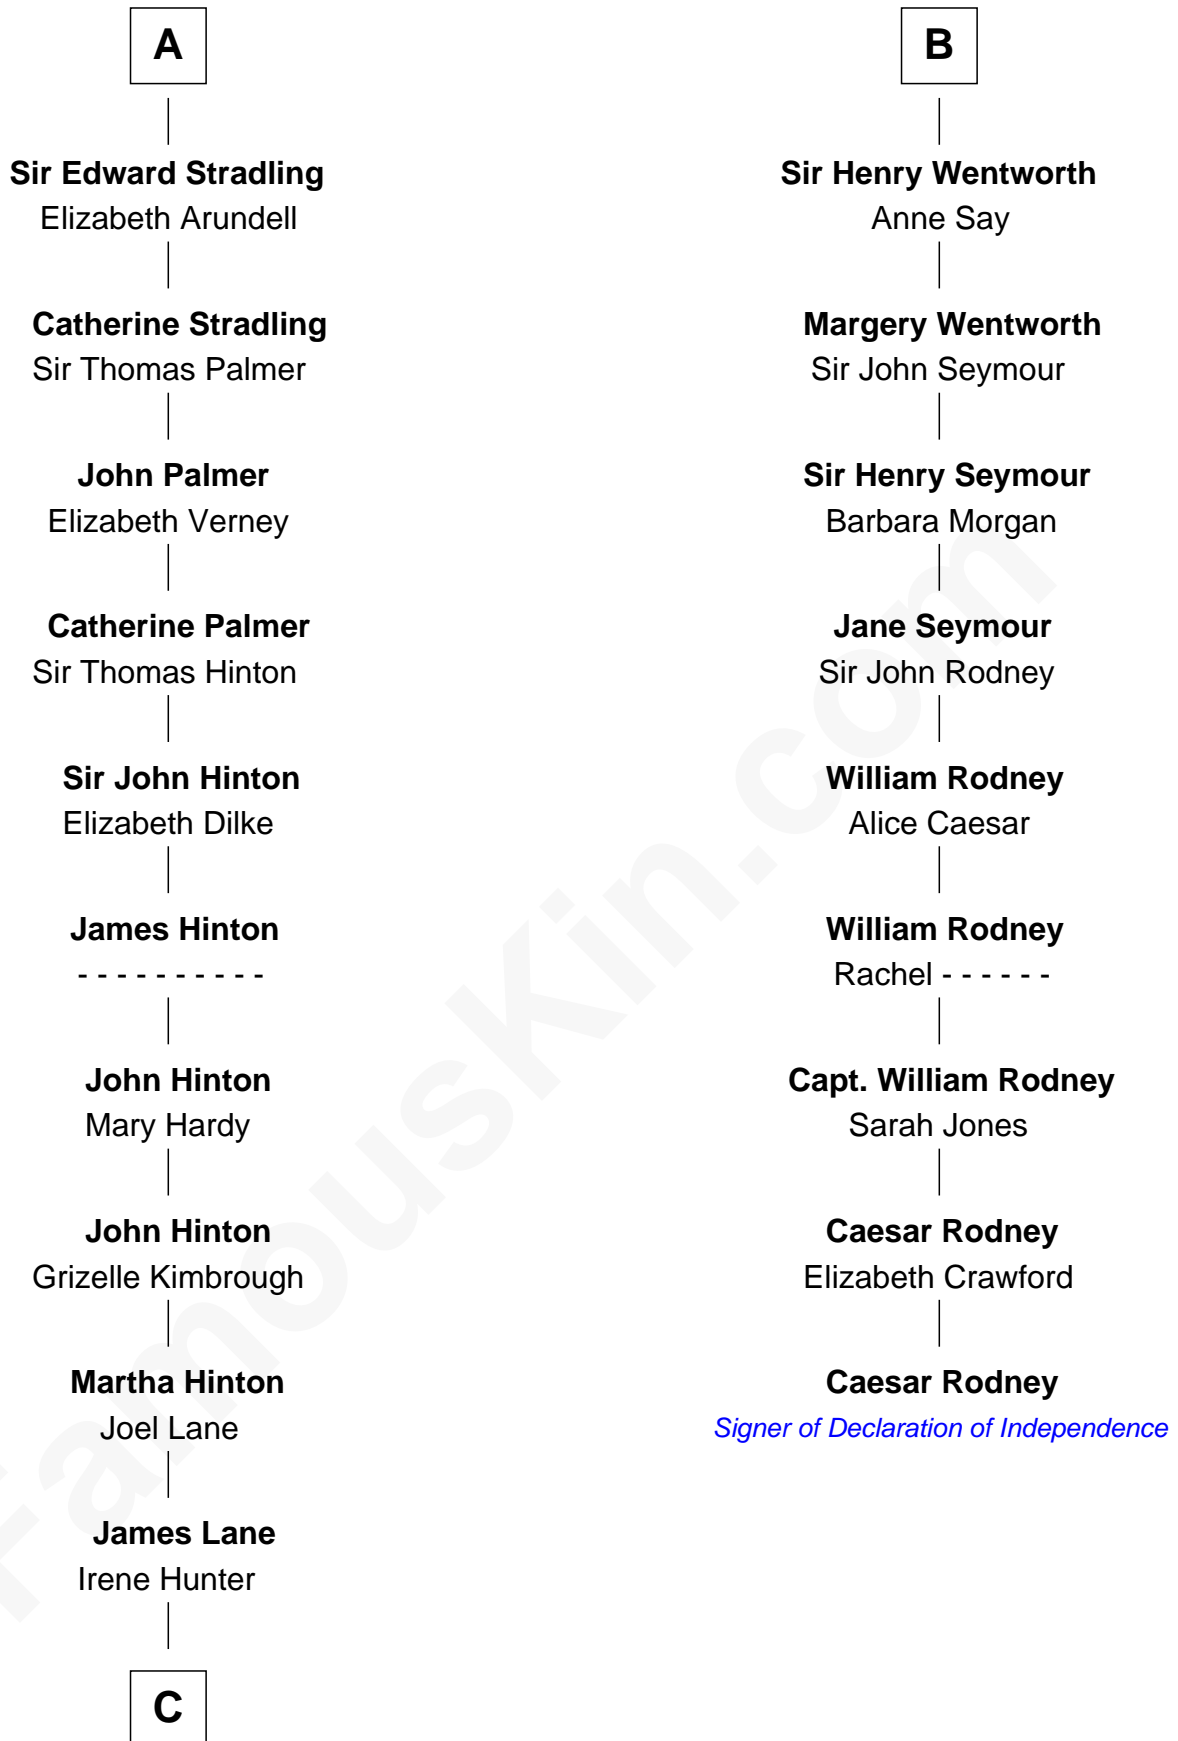 A
Sir Edward Stradling
Elizabeth Arundell
Catherine Stradling
Sir Thomas Palmer
John Palmer
Elizabeth Verney
Catherine Palmer
Sir Thomas Hinton
Sir John Hinton
Elizabeth Dilke
James Hinton
- - - - - - - - - -
John Hinton
Mary Hardy
John Hinton
Grizelle Kimbrough
Martha Hinton
Joel Lane
James Lane
Irene Hunter
C
B
Sir Henry Wentworth
Anne Say
Margery Wentworth
Sir John Seymour
Sir Henry Seymour
Barbara Morgan
Jane Seymour
Sir John Rodney
William Rodney
Alice Caesar
William Rodney
Rachel - - - - - -
Capt. William Rodney
Sarah Jones
Caesar Rodney
Elizabeth Crawford
Caesar Rodney
Signer of Declaration of Independence
FamousKin.com